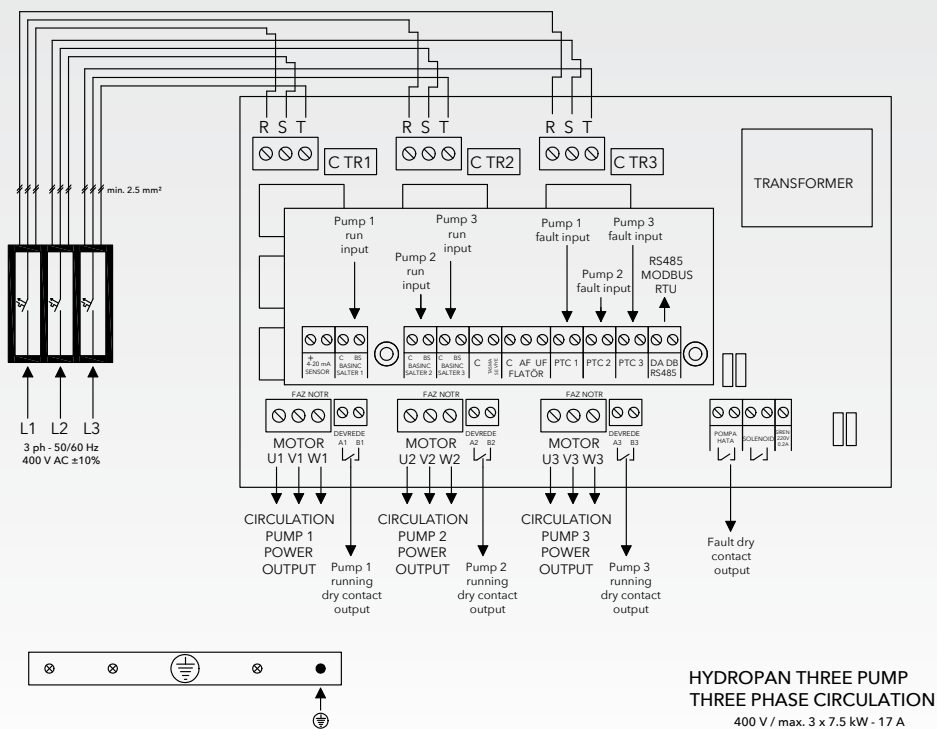 R S T
R S T
R S T
C TR1
C TR2
C TR3
TRANSFORMER
min. 2.5 mm²
Pump 1
run
input
Pump 2
run
input
Pump 3
run
input
Pump 1
fault input
Pump 2
fault input
Pump 3
fault input
RS485
MODBUS
RTU
+
4-20 mA
SENSOR
C BS
BASINC
SALTER 1
C BS
BASINC
SALTER 2
C BS
BASINC
SALTER 3
C
C AF UF
FLATÖR
PTC 1
PTC 2
PTC 3
DA DB
RS485
L1 L2 L3
3 ph - 50/60 Hz
400 V AC ±10%
FAZ NOTR
MOTOR
U1 V1 W1
DEVREDE
A1 B1
FAZ NOTR
MOTOR
U2 V2 W2
DEVREDE
A2 B2
FAZ NOTR
MOTOR
U3 V3 W3
DEVREDE
A3 B3
POMPA
HATA
SOLENOID
SIREN
220V
0.2A
CIRCULATION
PUMP 1
POWER
OUTPUT
Pump 1
running
dry contact
output
CIRCULATION
PUMP 2
POWER
OUTPUT
Pump 2
running
dry contact
output
CIRCULATION
PUMP 3
POWER
OUTPUT
Pump 3
running
dry contact
output
Fault dry
contact
output
HYDROPAN THREE PUMP
THREE PHASE CIRCULATION
400 V / max. 3 x 7.5 kW - 17 A